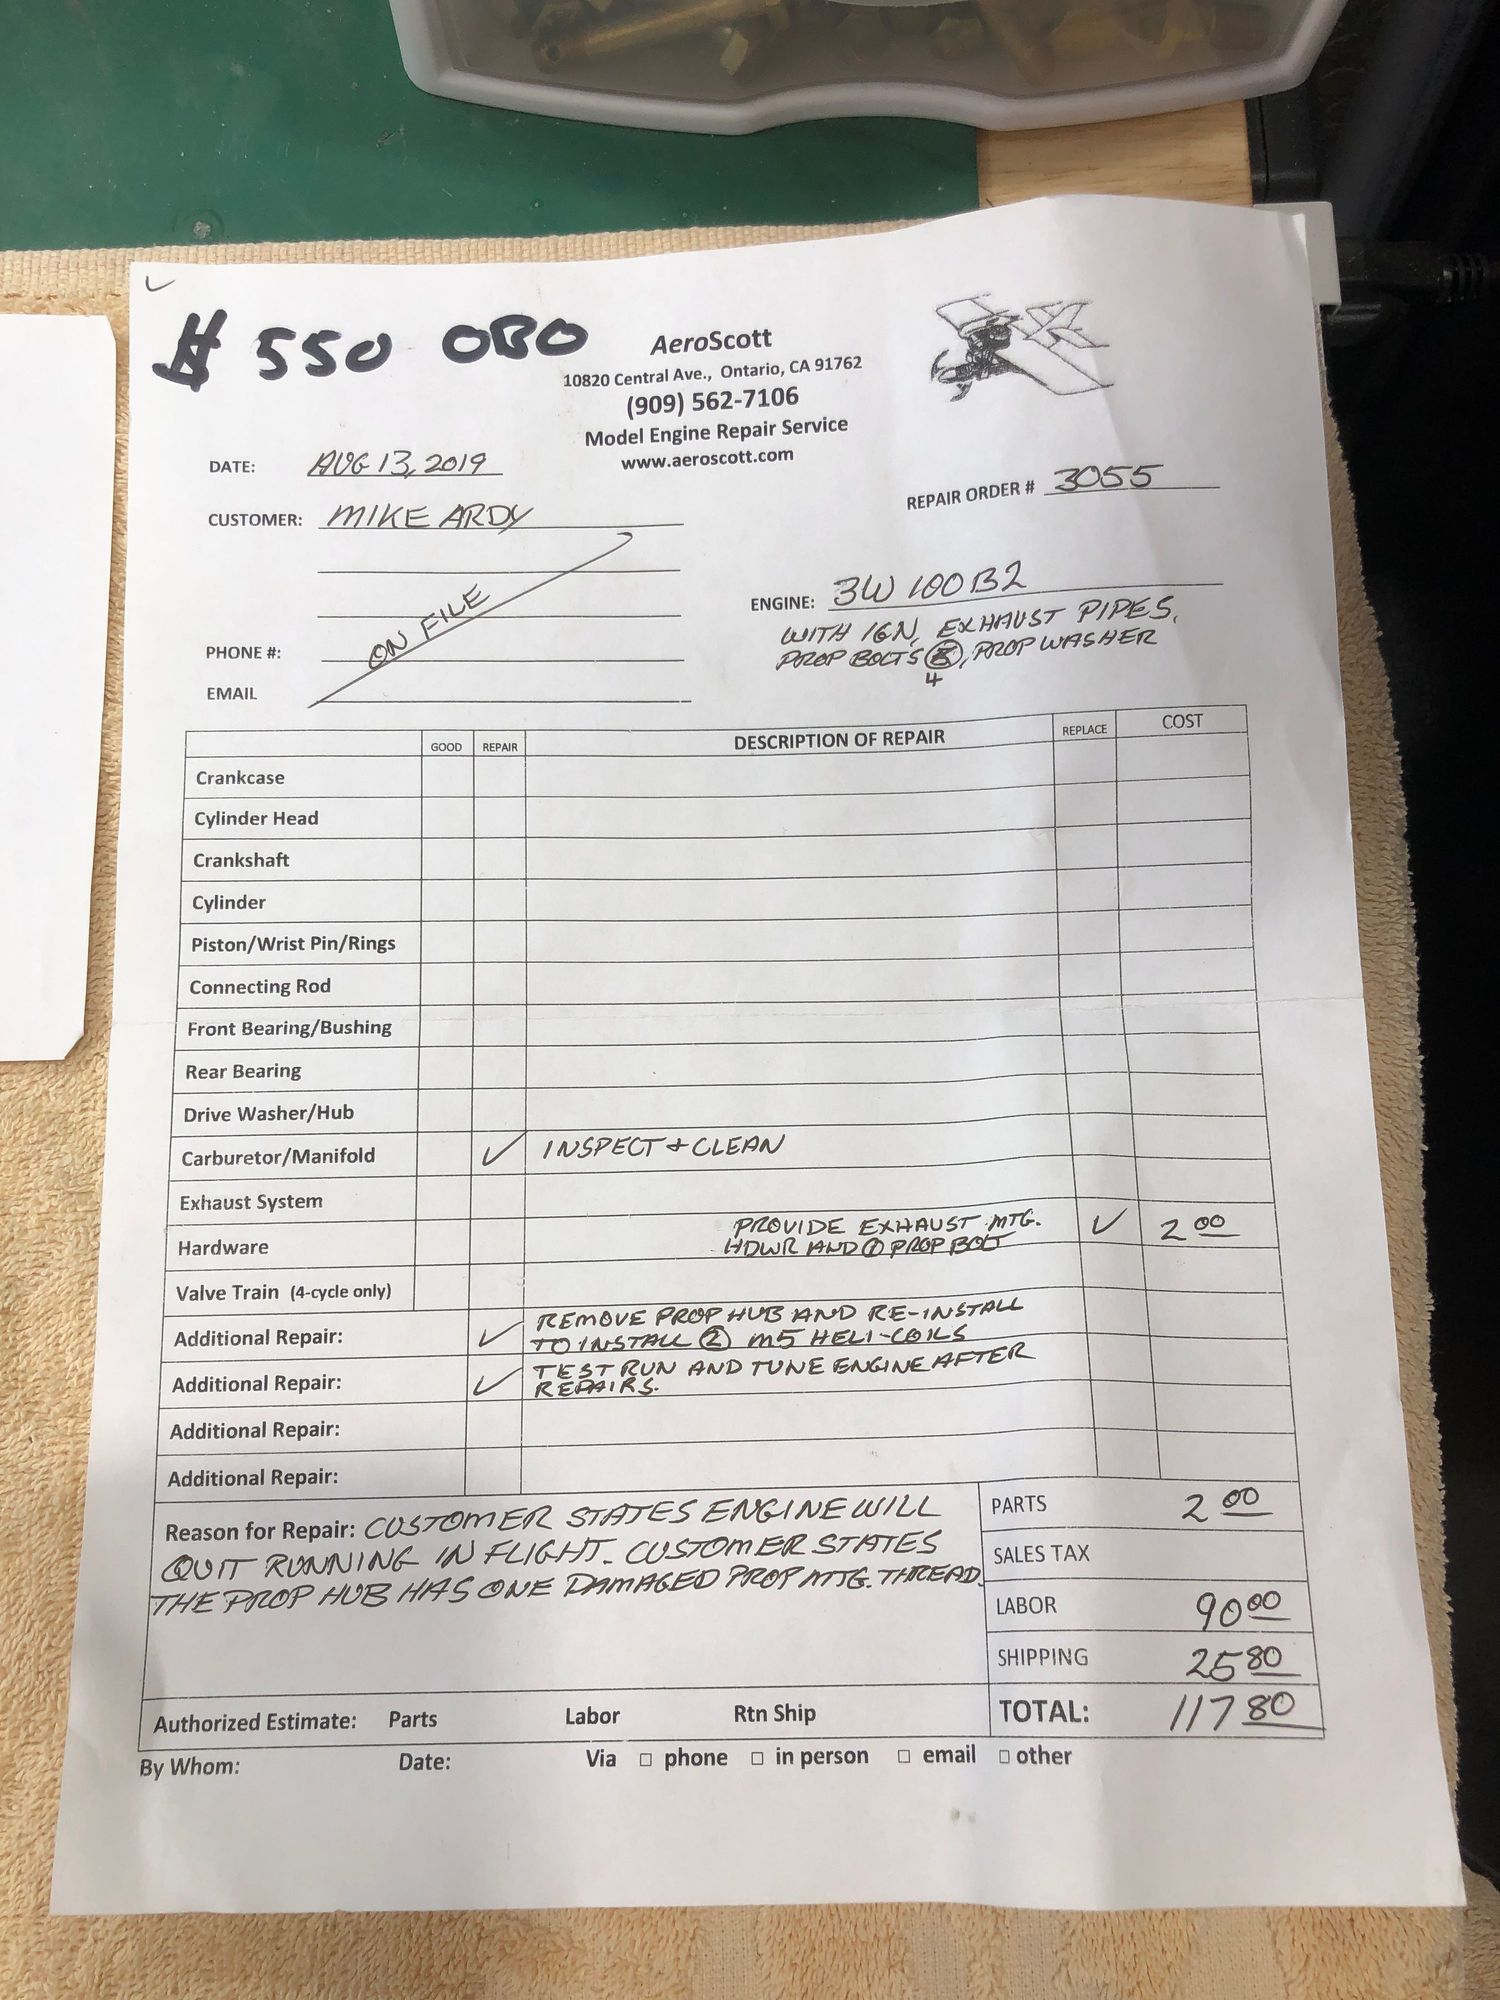 $ 550 OBO
AeroScott
10820 Central Ave., Ontario, CA 91762
(909) 562-7106
Model Engine Repair Service
www.aeroscott.com
DATE: AUG 13, 2019
REPAIR ORDER # 3055
CUSTOMER: MIKE ARDY
ON FILE
ENGINE: 3W 100B2
WITH IGN, EXHAUST PIPES,
PROP BOLTS, PROP WASHER
4
PHONE #:
EMAIL
GOOD REPAIR DESCRIPTION OF REPAIR REPLACE COST
Crankcase
Cylinder Head
Crankshaft
Cylinder
Piston/Wrist Pin/Rings
Connecting Rod
Front Bearing/Bushing
Rear Bearing
Drive Washer/Hub
Carburetor/Manifold ✓ INSPECT + CLEAN
Exhaust System
PROVIDE EXHAUST MTG.
Hardware HDWR AND ① PROP BOLT ✓ 2 00
Valve Train (4-cycle only)
REMOVE PROP HUB AND RE-INSTALL
Additional Repair: ✓ TO INSTALL ② M5 HELI-COILS
TEST RUN AND TUNE ENGINE AFTER
Additional Repair: ✓ REPAIRS.
Additional Repair:
Additional Repair:
Reason for Repair: CUSTOMER STATES ENGINE WILL
QUIT RUNNING IN FLIGHT. CUSTOMER STATES
THE PROP HUB HAS ONE DAMAGED PROP MTG. THREAD.
PARTS 2 00
SALES TAX
LABOR 90 00
SHIPPING 25 80
TOTAL: 117 80
Authorized Estimate: Parts Labor Rtn Ship
By Whom: Date: Via □ phone □ in person □ email □ other